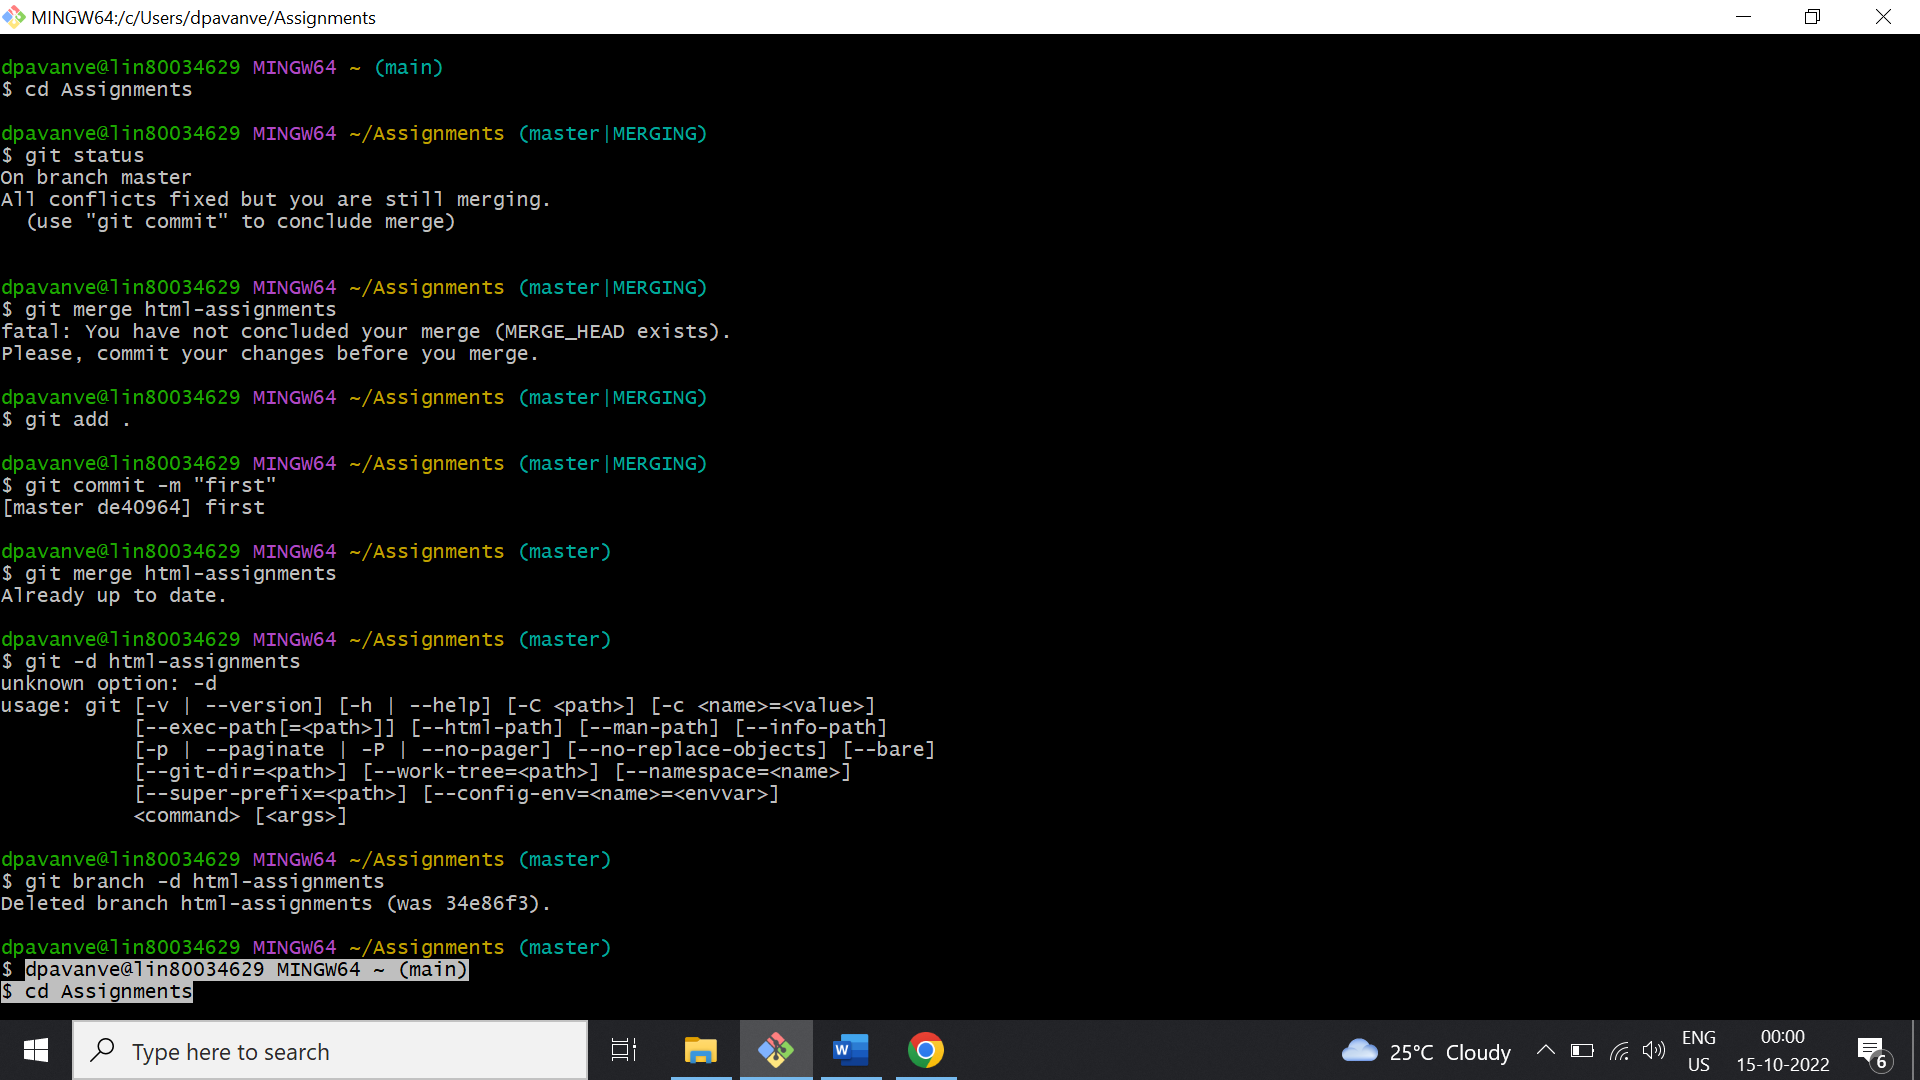 MINGW64:/c/Users/dpavanve/Assignments
dpavanve@lin80034629 MINGW64 ~ (main)
$ cd Assignments
dpavanve@lin80034629 MINGW64 ~/Assignments (master|MERGING)
$ git status
On branch master
All conflicts fixed but you are still merging.
  (use "git commit" to conclude merge)
dpavanve@lin80034629 MINGW64 ~/Assignments (master|MERGING)
$ git merge html-assignments
fatal: You have not concluded your merge (MERGE_HEAD exists).
Please, commit your changes before you merge.
dpavanve@lin80034629 MINGW64 ~/Assignments (master|MERGING)
$ git add .
dpavanve@lin80034629 MINGW64 ~/Assignments (master|MERGING)
$ git commit -m "first"
[master de40964] first
dpavanve@lin80034629 MINGW64 ~/Assignments (master)
$ git merge html-assignments
Already up to date.
dpavanve@lin80034629 MINGW64 ~/Assignments (master)
$ git -d html-assignments
unknown option: -d
usage: git [-v | --version] [-h | --help] [-C <path>] [-c <name>=<value>]
           [--exec-path[=<path>]] [--html-path] [--man-path] [--info-path]
           [-p | --paginate | -P | --no-pager] [--no-replace-objects] [--bare]
           [--git-dir=<path>] [--work-tree=<path>] [--namespace=<name>]
           [--super-prefix=<path>] [--config-env=<name>=<envvar>]
           <command> [<args>]
dpavanve@lin80034629 MINGW64 ~/Assignments (master)
$ git branch -d html-assignments
Deleted branch html-assignments (was 34e86f3).
dpavanve@lin80034629 MINGW64 ~/Assignments (master)
$ dpavanve@lin80034629 MINGW64 ~ (main)
$ cd Assignments
Type here to search
W
25°C Cloudy
ENG
US
00:00
15-10-2022
6